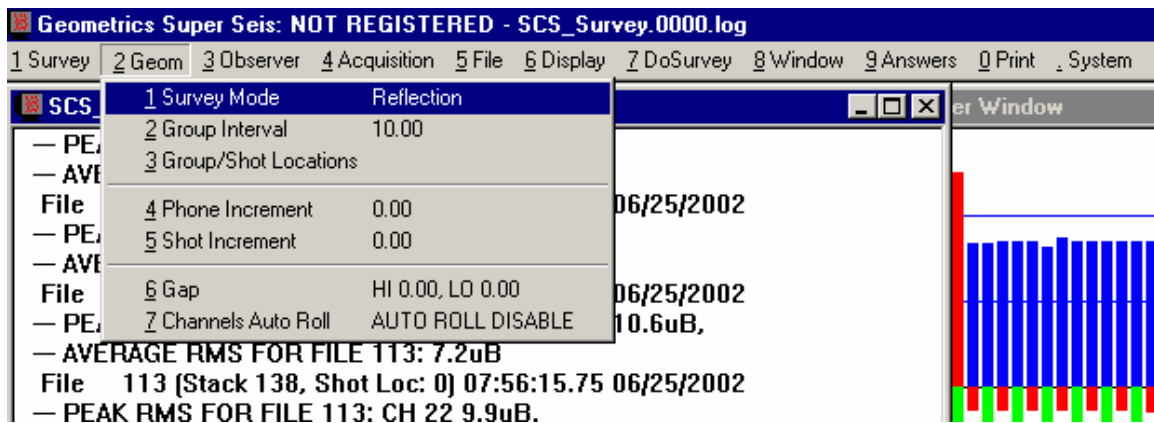 Geometrics Super Seis: NOT REGISTERED - SCS_Survey.0000.log
1 Survey 2 Geom 3 Observer 4 Acquisition 5 File 6 Display 7 DoSurvey 8 Window 9 Answers 0 Print . System
SCS_
er Window
1 Survey Mode Reflection
2 Group Interval 10.00
3 Group/Shot Locations
4 Phone Increment 0.00
5 Shot Increment 0.00
6 Gap HI 0.00, LO 0.00
7 Channels Auto Roll AUTO ROLL DISABLE
— PEA
— AVE
File 06/25/2002
— PEA
— AVE
File 06/25/2002
— PEA 10.6uB,
— AVERAGE RMS FOR FILE 113: 7.2uB
File 113 (Stack 138, Shot Loc: 0) 07:56:15.75 06/25/2002
— PEAK RMS FOR FILE 113: CH 22 9.9uB,